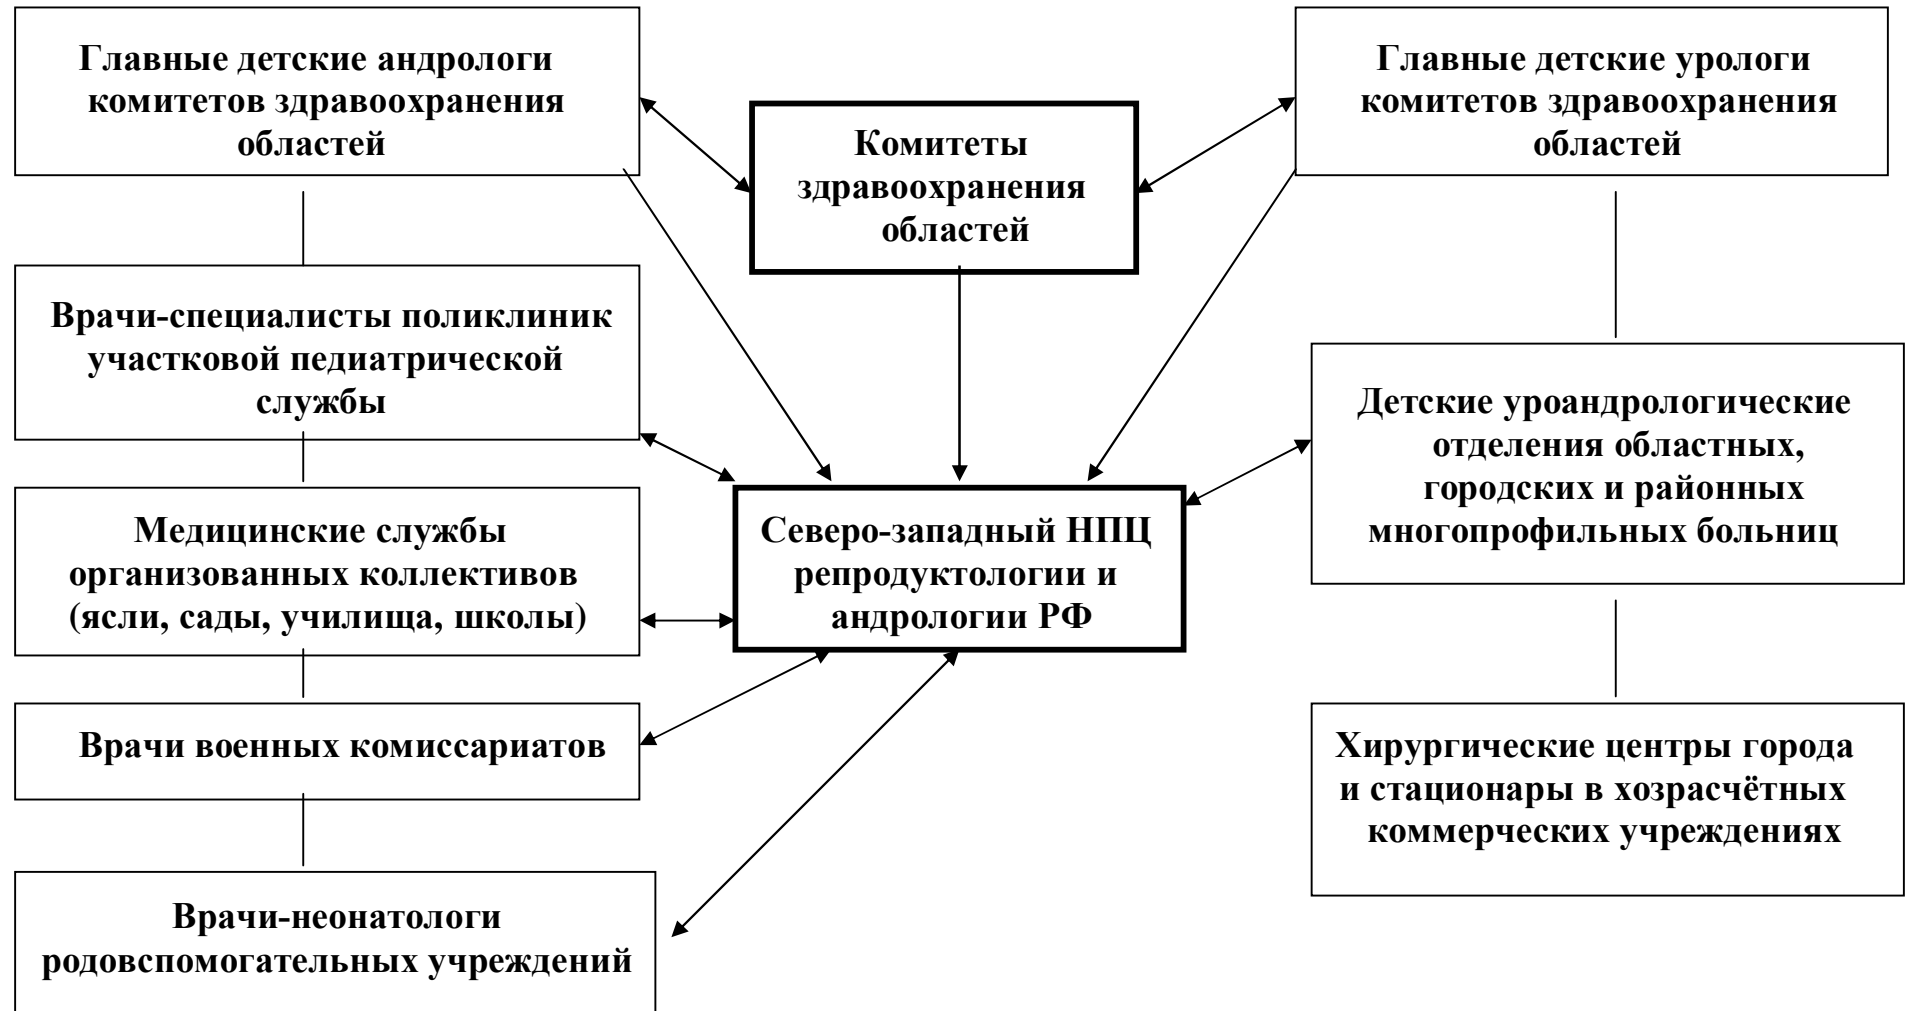 Главные детские андрологи
комитетов здравоохранения
областей
Комитеты
здравоохранения
областей
Главные детские урологи
комитетов здравоохранения
областей
Врачи-специалисты поликлиник
участковой педиатрической
службы
Медицинские службы
организованных коллективов
(ясли, сады, училища, школы)
Врачи военных комиссариатов
Врачи-неонатологи
родовспомогательных учреждений
Северо-западный НПЦ
репродуктологии и
андрологии РФ
Детские уроандрологические
отделения областных,
городских и районных
многопрофильных больниц
Хирургические центры города
и стационары в хозрасчётных
коммерческих учреждениях